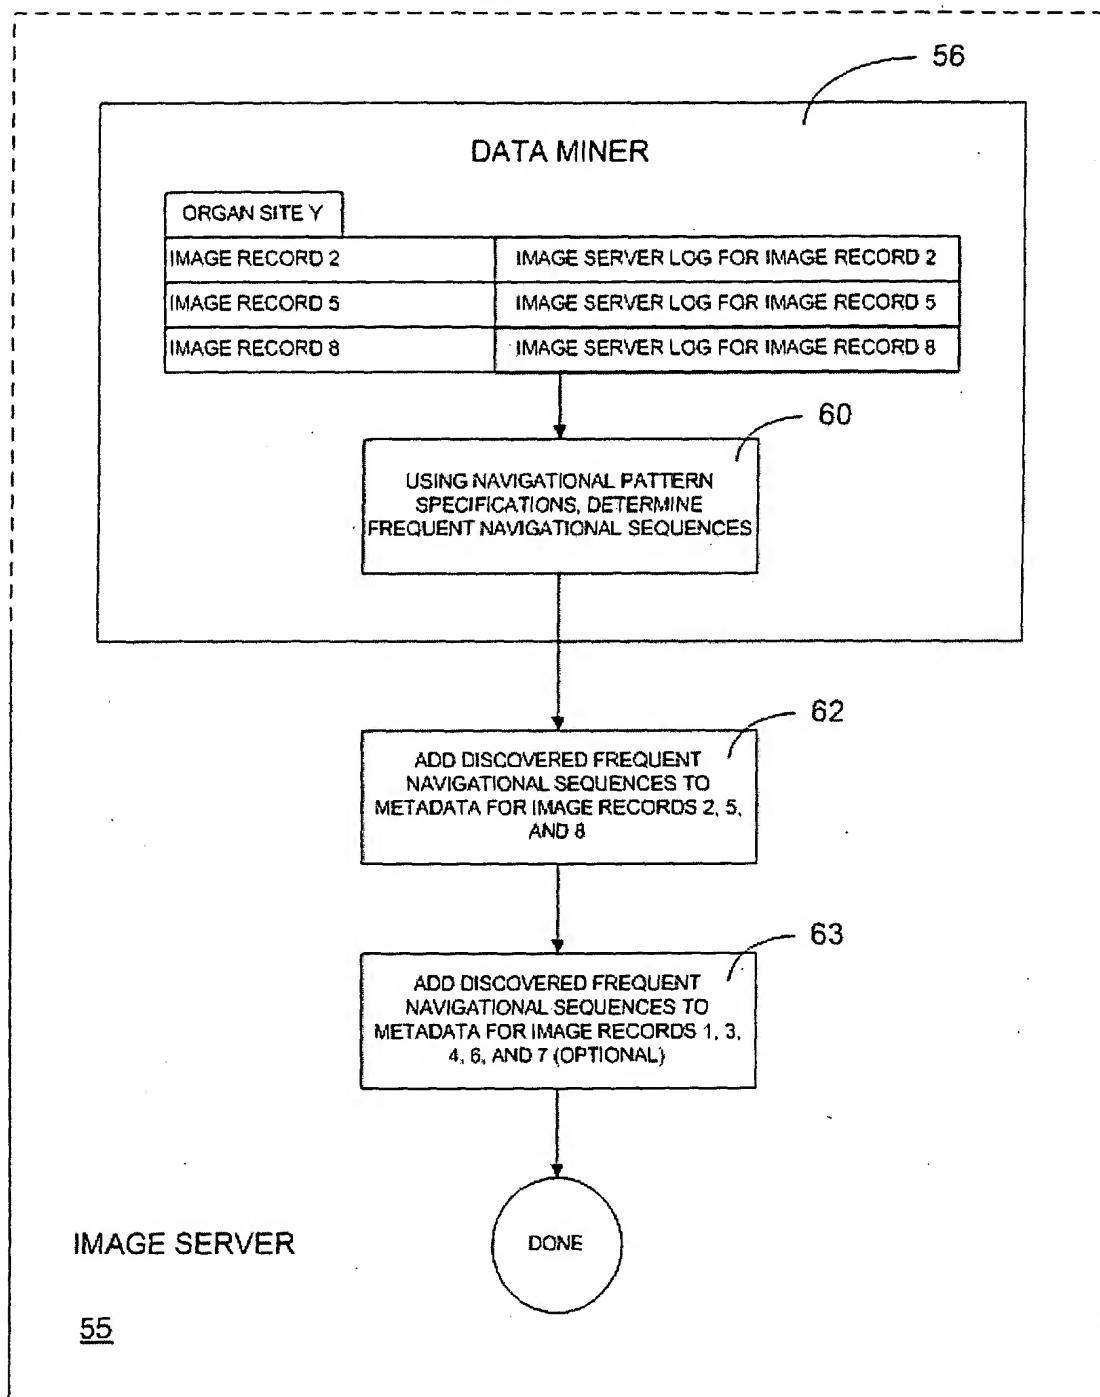 56
DATA MINER
ORGAN SITE Y
IMAGE RECORD 2 IMAGE SERVER LOG FOR IMAGE RECORD 2
IMAGE RECORD 5 IMAGE SERVER LOG FOR IMAGE RECORD 5
IMAGE RECORD 8 IMAGE SERVER LOG FOR IMAGE RECORD 8
60
USING NAVIGATIONAL PATTERN
SPECIFICATIONS, DETERMINE
FREQUENT NAVIGATIONAL SEQUENCES
62
ADD DISCOVERED FREQUENT
NAVIGATIONAL SEQUENCES TO
METADATA FOR IMAGE RECORDS 2, 5,
AND 8
63
ADD DISCOVERED FREQUENT
NAVIGATIONAL SEQUENCES TO
METADATA FOR IMAGE RECORDS 1, 3,
4, 6, AND 7 (OPTIONAL)
DONE
IMAGE SERVER
55